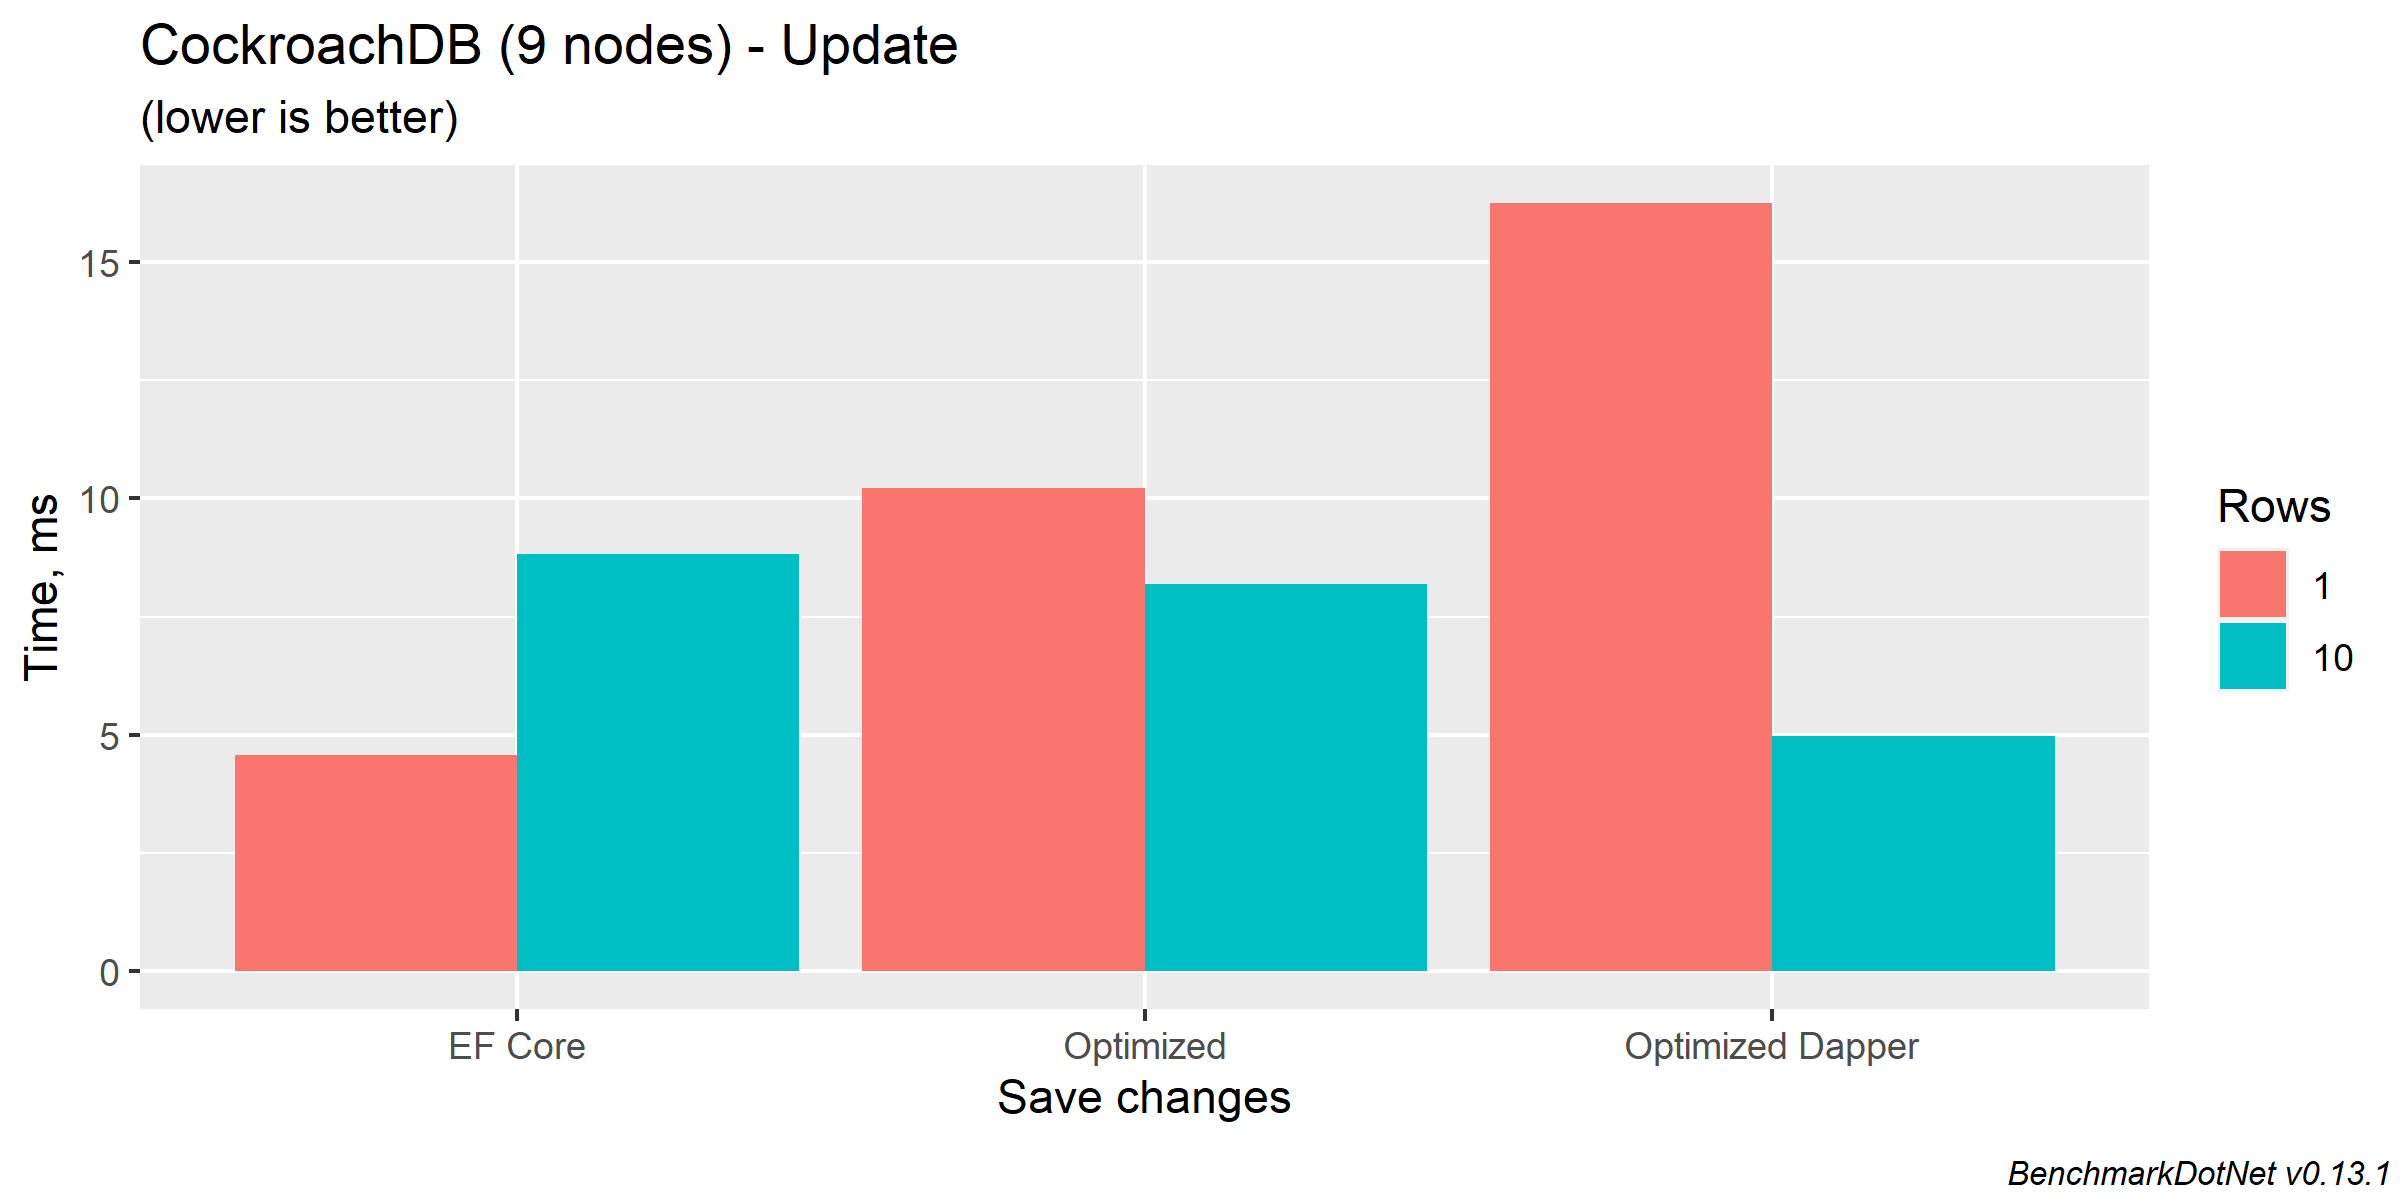 CockroachDB (9 nodes) - Update
(lower is better)
15
10
5
0
Time, ms
EF Core
Optimized
Optimized Dapper
Save changes
Rows
1
10
BenchmarkDotNet v0.13.1